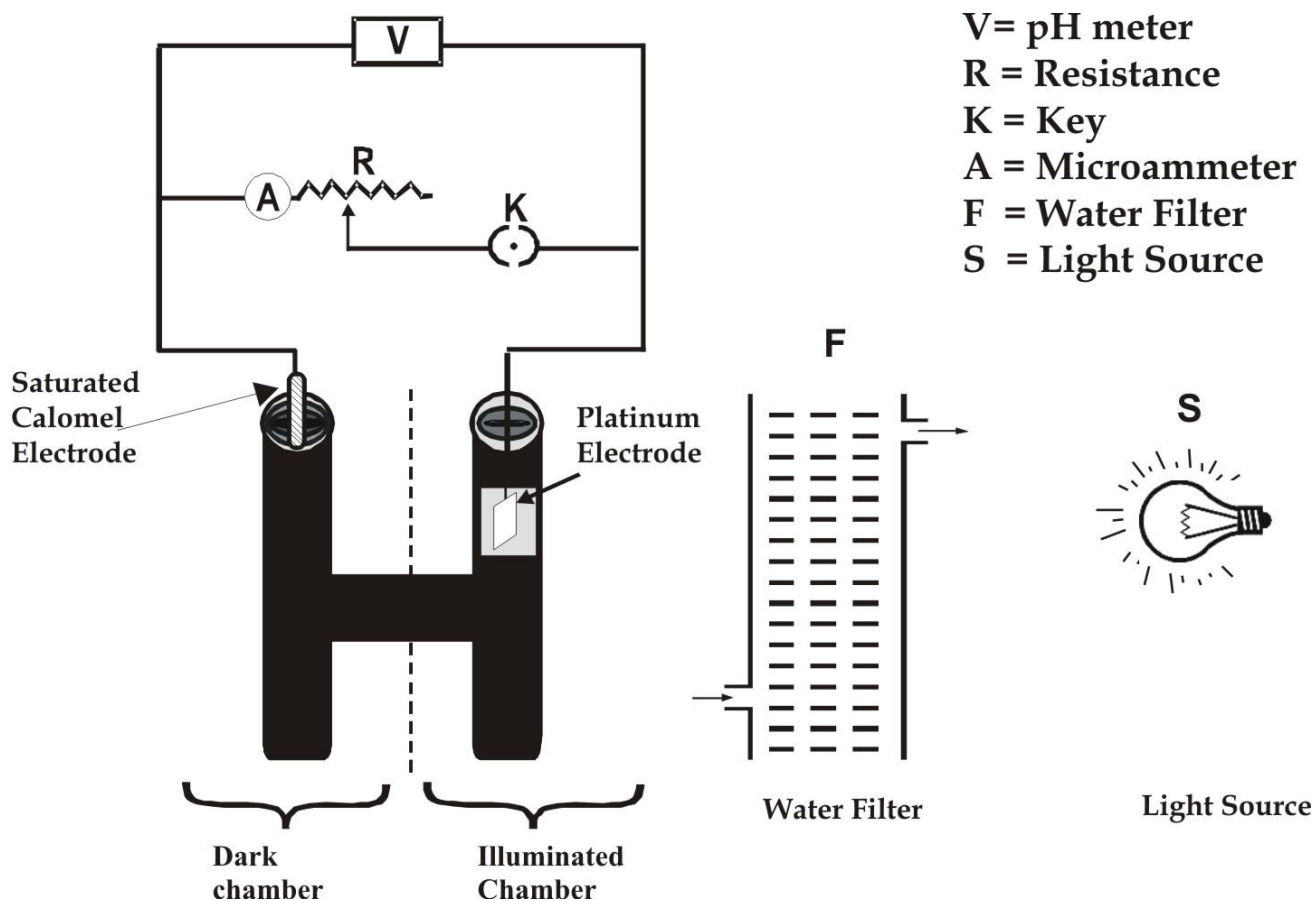 V
V= pH meter
R = Resistance
K = Key
A = Microammeter
F = Water Filter
S = Light Source
R
A
K
F
S
Saturated
Calomel
Electrode
Platinum
Electrode
Water Filter
Light Source
Dark
chamber
Illuminated
Chamber